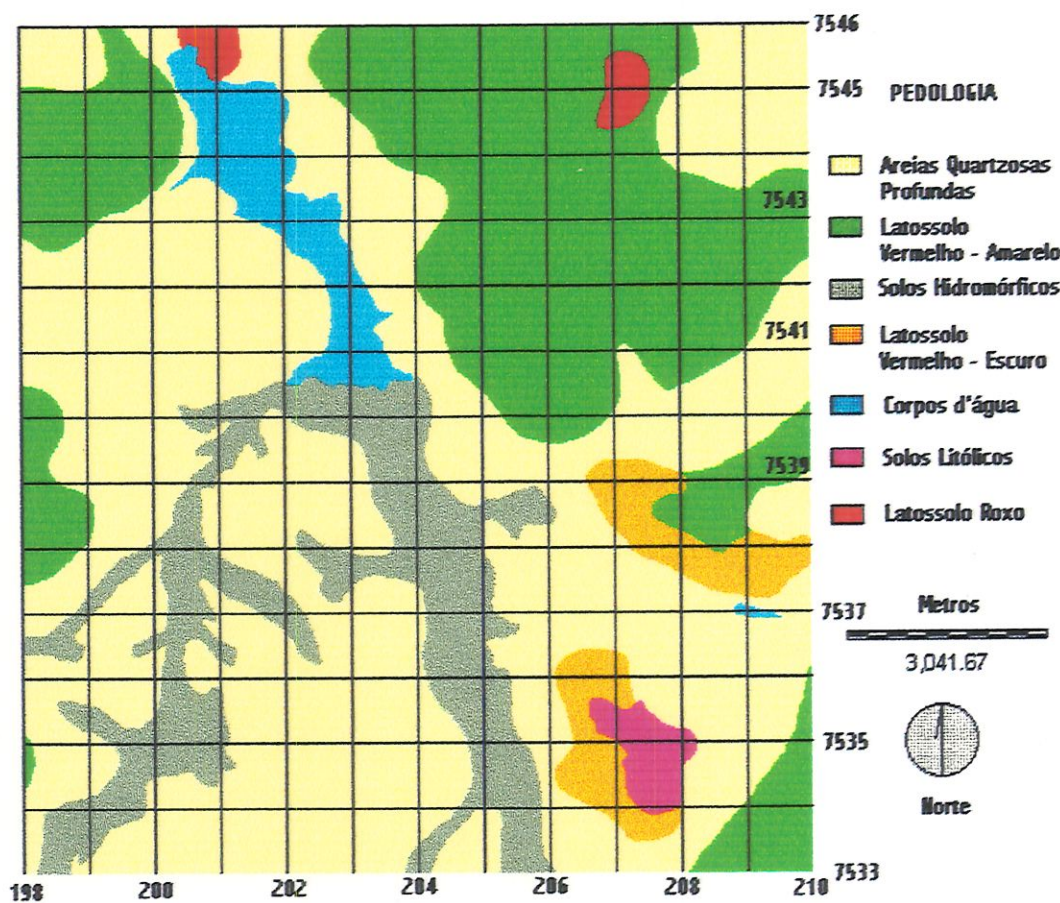 7546
7545
PEDOLOGIA
Areias Quartzosas
Profundas
7543
Latossolo
Vermelho - Amarelo
Solos Hidromórficos
7541
Latossolo
Vermelho - Escuro
Corpos d'água
7539
Solos Litólicos
Latossolo Roxo
7537
Metros
3,041.67
7535
Norte
7533
198 200 202 204 206 208 210